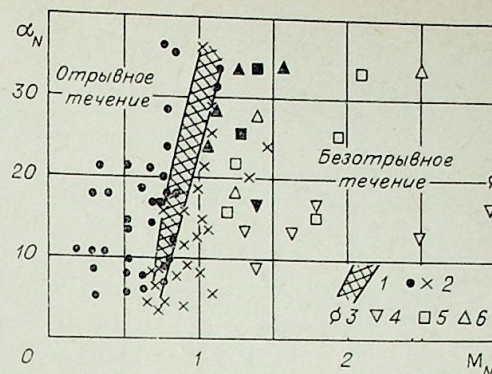 α_N
30
20
10
0
Отрывное
течение
Безотрывное
течение
1 2
3 4 5 6
1 2 M_N